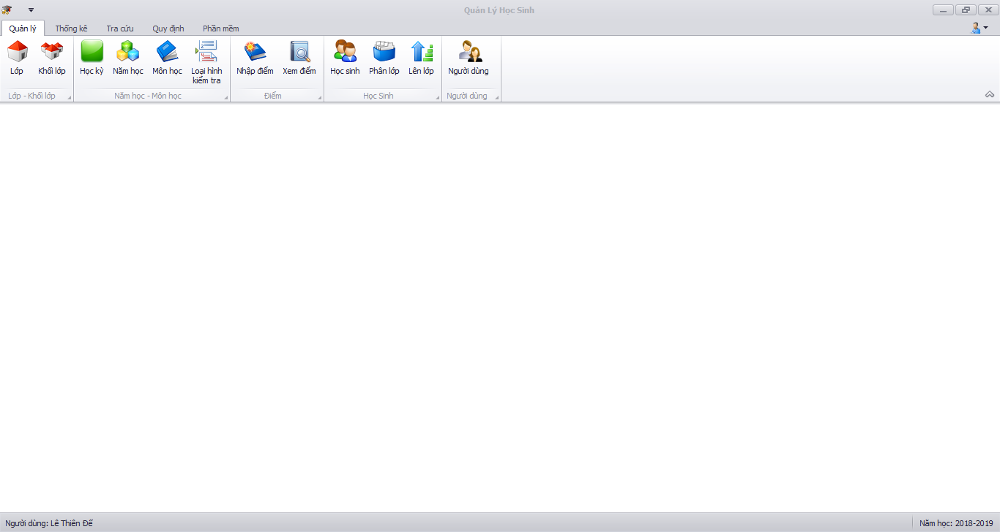 Quản Lý Học Sinh
Quản lý Thống kê Tra cứu Quy định Phần mềm
Lớp Khối lớp Học kỳ Năm học Môn học Loại hình kiểm tra Nhập điểm Xem điểm Học sinh Phân lớp Lên lớp Người dùng
Lớp - Khối lớp Năm học - Môn học Điểm Học Sinh Người dùng
Người dùng: Lê Thiên Đế Năm học: 2018-2019